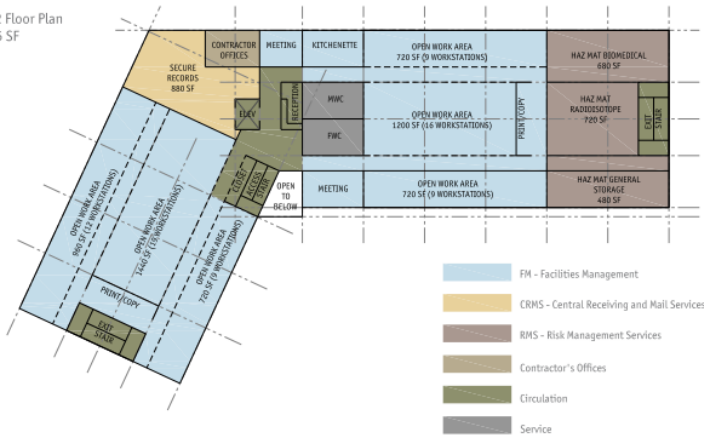 Floor Plan
SF
CONTRACTOR
OFFICES
MEETING
KITCHENETTE
OPEN WORK AREA
720 SF (9 WORKSTATIONS)
HAZ MAT BIOMEDICAL
680 SF
SECURE
RECORDS
880 SF
ELEV
RECEPTION
MWC
FWC
OPEN WORK AREA
1200 SF (16 WORKSTATIONS)
PRINT/COPY
HAZ MAT
RADIOISOTOPE
720 SF
EXIT
STAIR
CLOSET
ACCESS
STAIR
OPEN
TO
BELOW
MEETING
OPEN WORK AREA
720 SF (9 WORKSTATIONS)
HAZ MAT GENERAL
STORAGE
480 SF
OPEN WORK AREA
960 SF (12 WORKSTATIONS)
OPEN WORK AREA
1440 SF (19 WORKSTATIONS)
OPEN WORK AREA
720 SF (9 WORKSTATIONS)
PRINT/COPY
EXIT
STAIR
FM - Facilities Management
CRMS - Central Receiving and Mail Services
RMS - Risk Management Services
Contractor's Offices
Circulation
Service